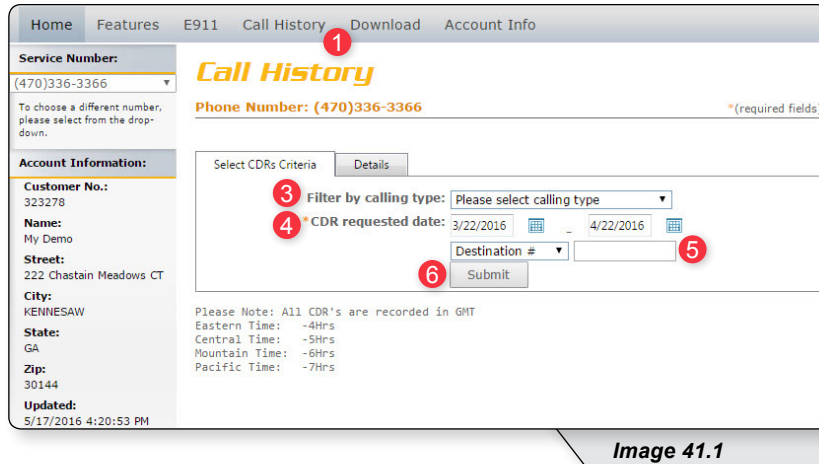 Home Features E911 Call History Download Account Info
1
Service Number:
(470)336-3366
To choose a different number,
please select from the drop-
down.
Account Information:
Customer No.:
323278
Name:
My Demo
Street:
222 Chastain Meadows CT
City:
KENNESAW
State:
GA
Zip:
30144
Updated:
5/17/2016 4:20:53 PM
Call History
Phone Number: (470)336-3366 *(required fields)
Select CDRs Criteria Details
3 Filter by calling type: Please select calling type
4 *CDR requested date: 3/22/2016 - 4/22/2016
Destination # 5
6 Submit
Please Note: All CDR's are recorded in GMT
Eastern Time: -4Hrs
Central Time: -5Hrs
Mountain Time: -6Hrs
Pacific Time: -7Hrs
Image 41.1